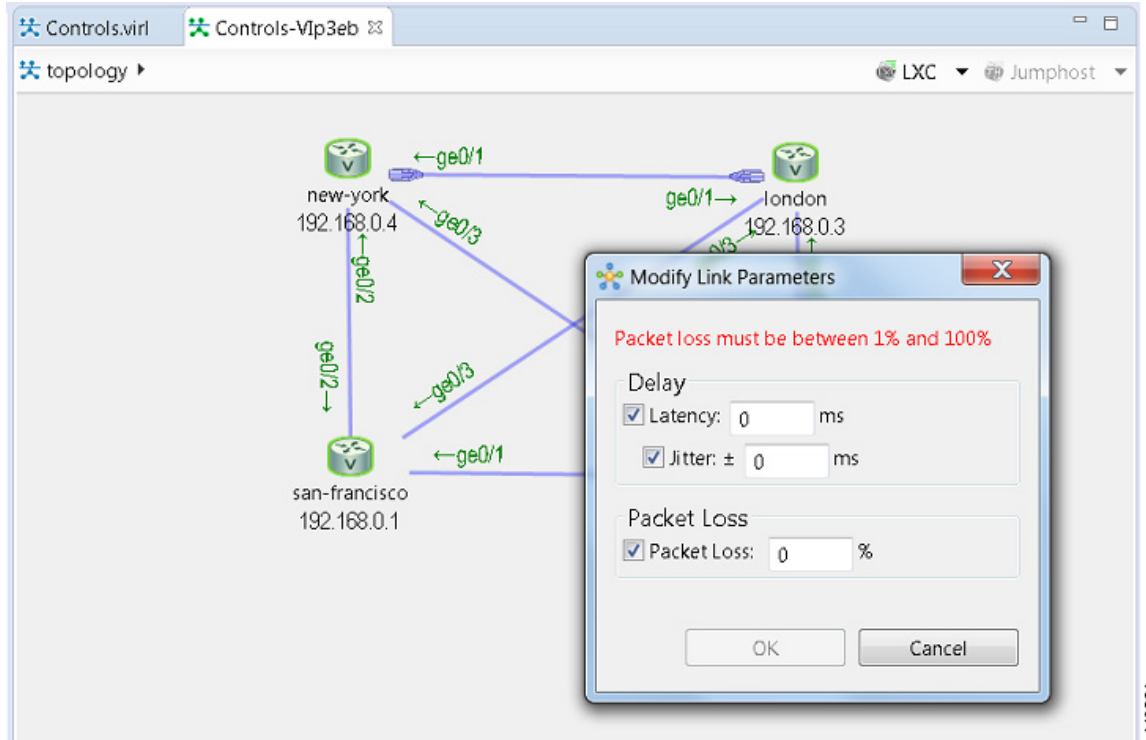 Controls.virl
Controls-VIp3eb
topology
LXC
Jumphost
←ge0/1
new-york
192.168.0.4
ge0/1→
london
192.168.0.3
←ge0/3
←ge0/2
Modify Link Parameters
X
Packet loss must be between 1% and 100%
Delay
Latency: 0 ms
Jitter: ± 0 ms
Packet Loss
Packet Loss: 0 %
OK
Cancel
ge0/2→
←ge0/3
←ge0/1
san-francisco
192.168.0.1